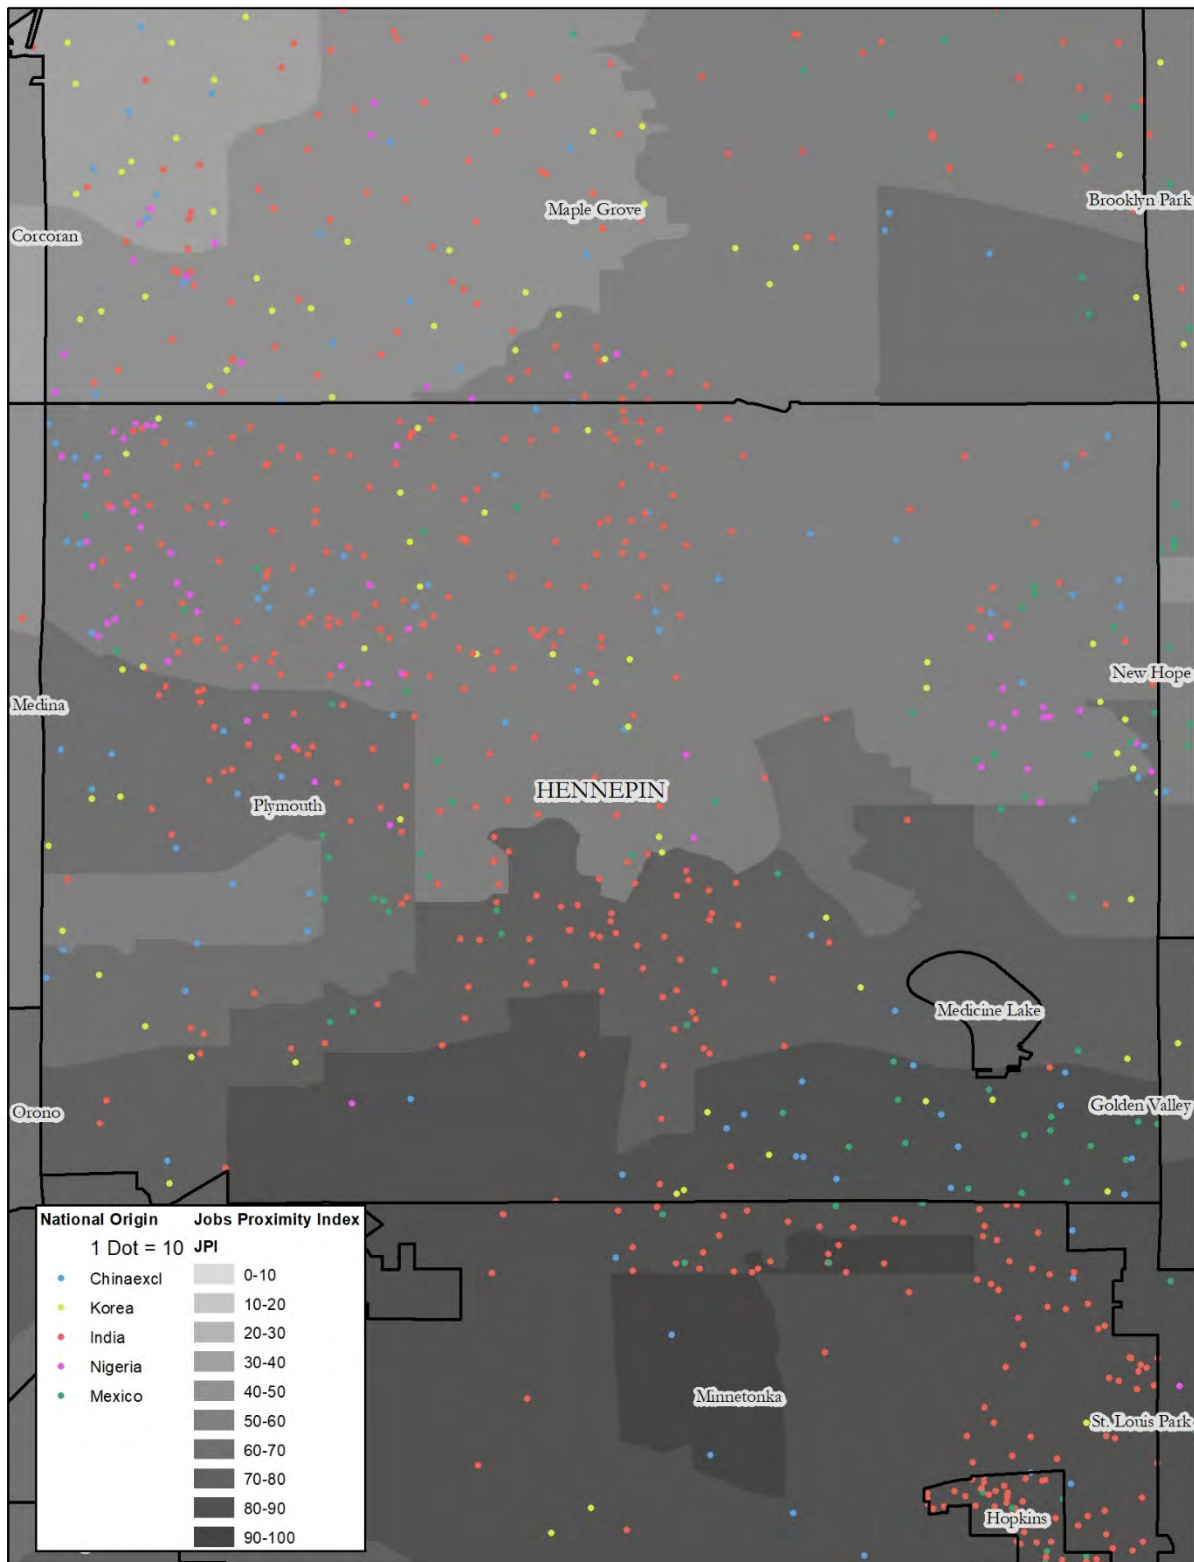 Maple Grove
Brooklyn Park
Corcoran
New Hope
Medina
HENNEPIN
Plymouth
Medicine Lake
Orono
Golden Valley
National Origin
1 Dot = 10
Chinaexcl
Korea
India
Nigeria
Mexico
Jobs Proximity Index
JPI
0-10
10-20
20-30
30-40
40-50
50-60
60-70
70-80
80-90
90-100
Minnetonka
St. Louis Park
Hopkins